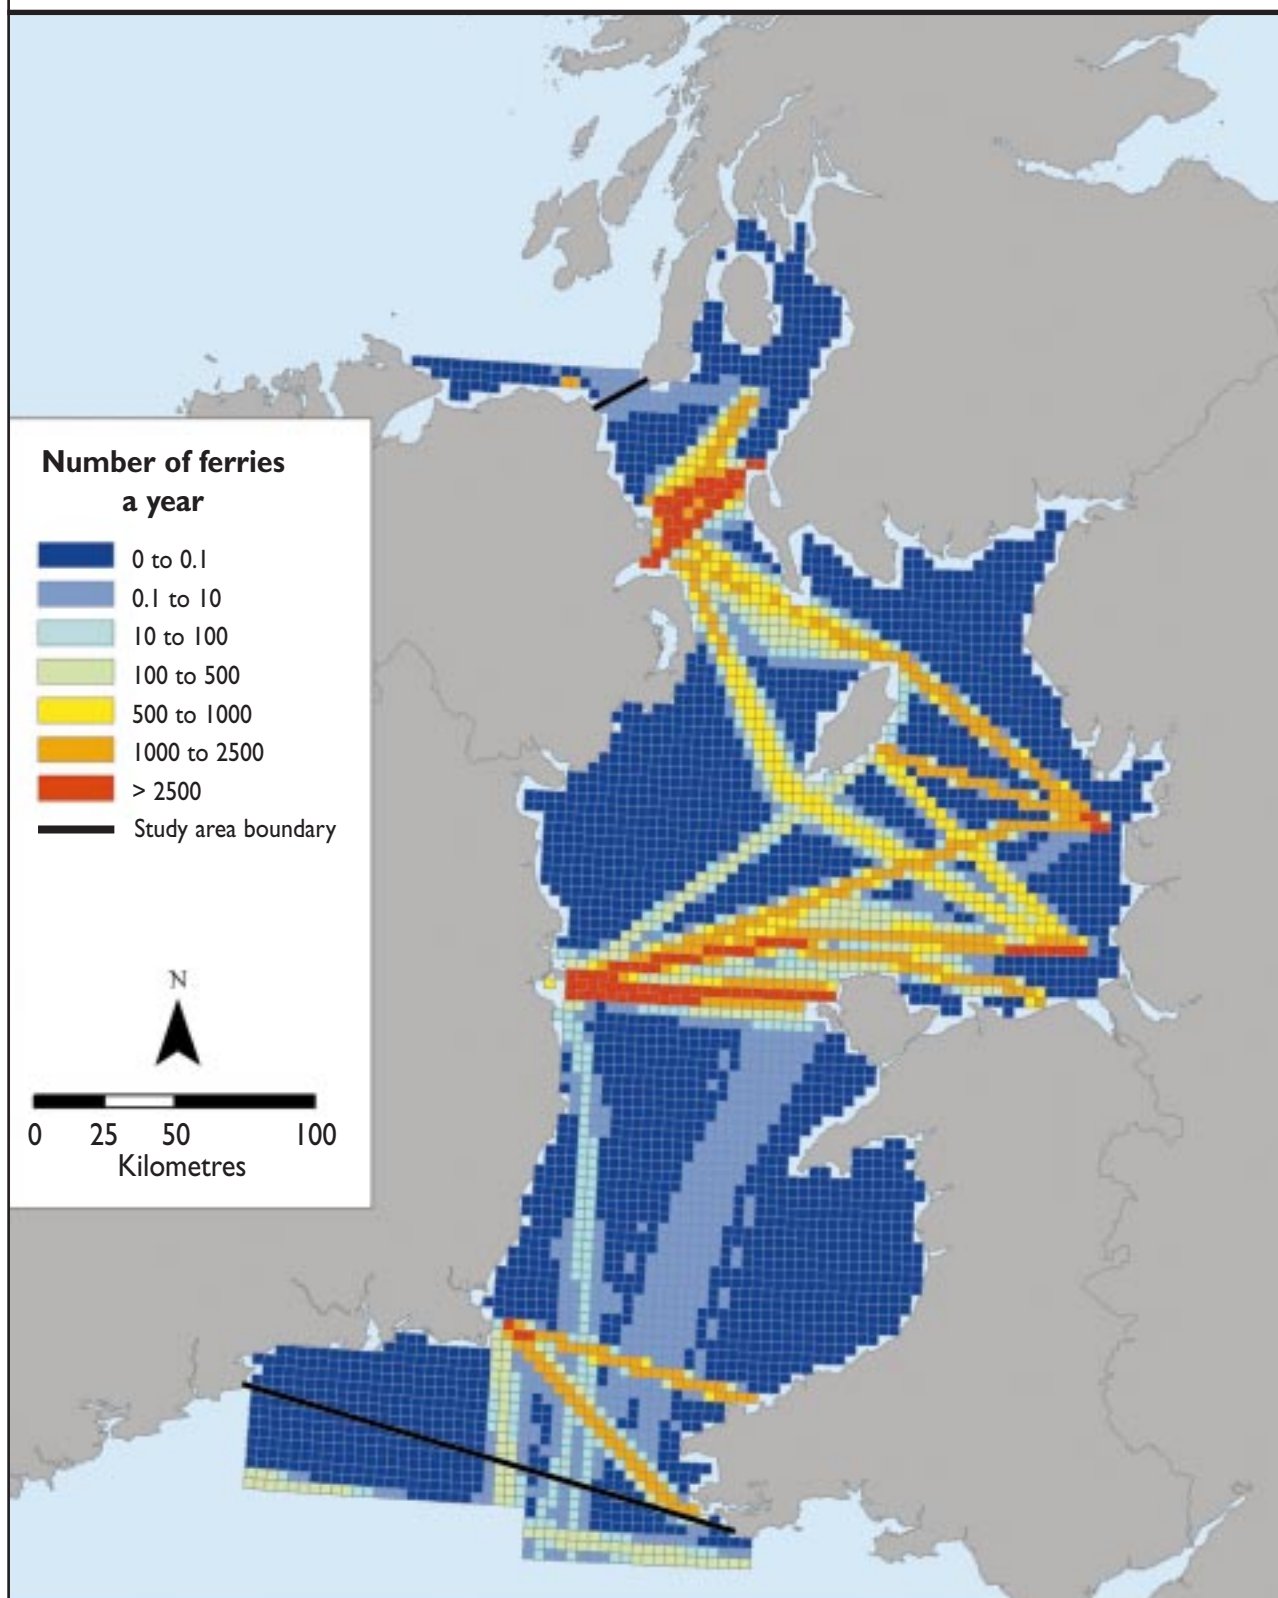 Number of ferries
a year
0 to 0.1
0.1 to 10
10 to 100
100 to 500
500 to 1000
1000 to 2500
> 2500
Study area boundary
N
0 25 50 100
Kilometres